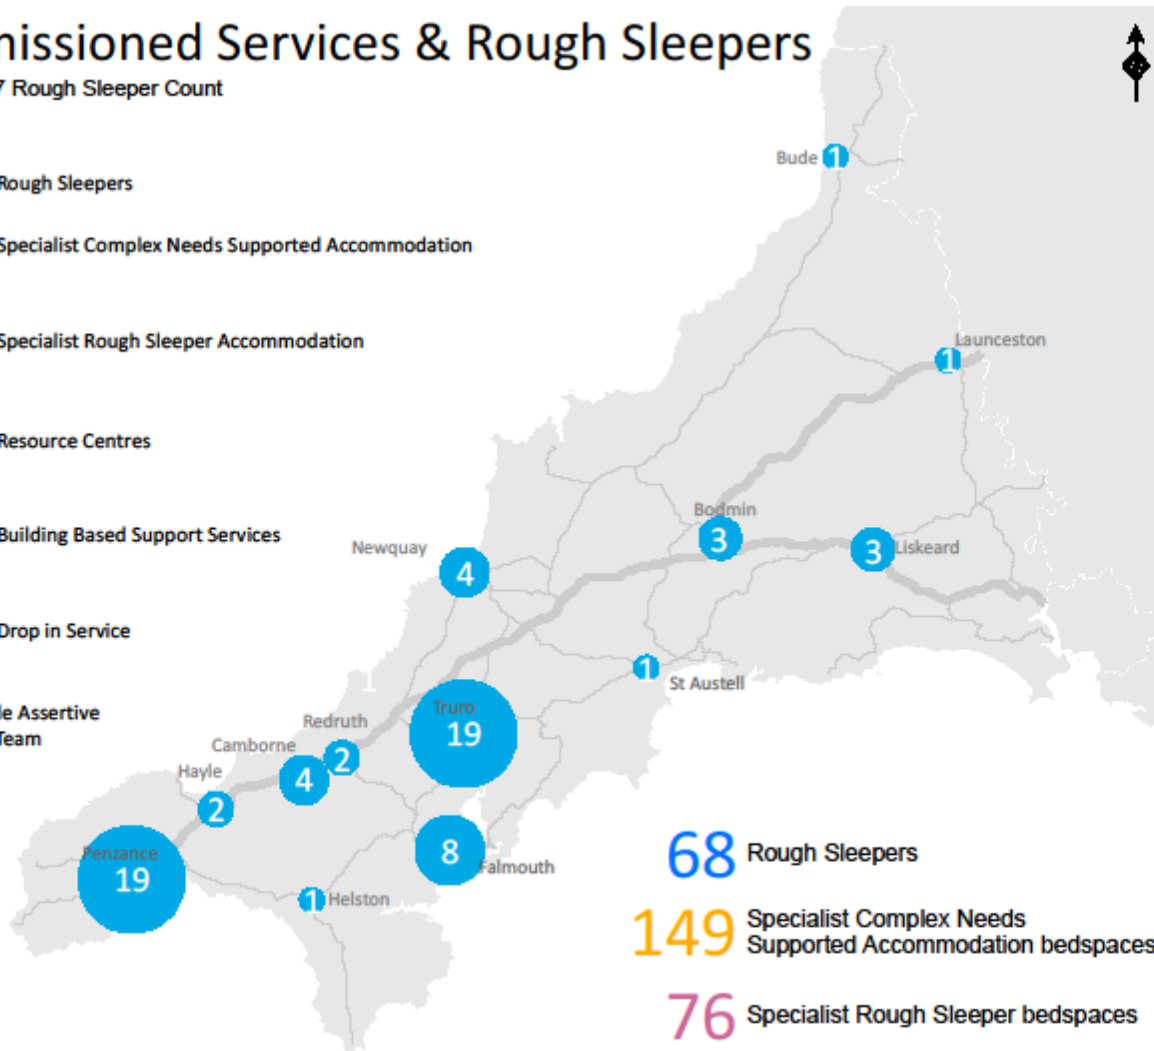 missioned Services & Rough Sleepers
7 Rough Sleeper Count
Rough Sleepers
Specialist Complex Needs Supported Accommodation
Specialist Rough Sleeper Accommodation
Resource Centres
Building Based Support Services
Drop in Service
le Assertive
Team
Bude
1
Launceston
1
Bodmin
3
3
Liskeard
Newquay
4
1
St Austell
1
Truro
19
Redruth
2
Camborne
4
Hayle
2
Penzance
19
8
Falmouth
1
Helston
68 Rough Sleepers
149 Specialist Complex Needs
Supported Accommodation bedspaces
76 Specialist Rough Sleeper bedspaces